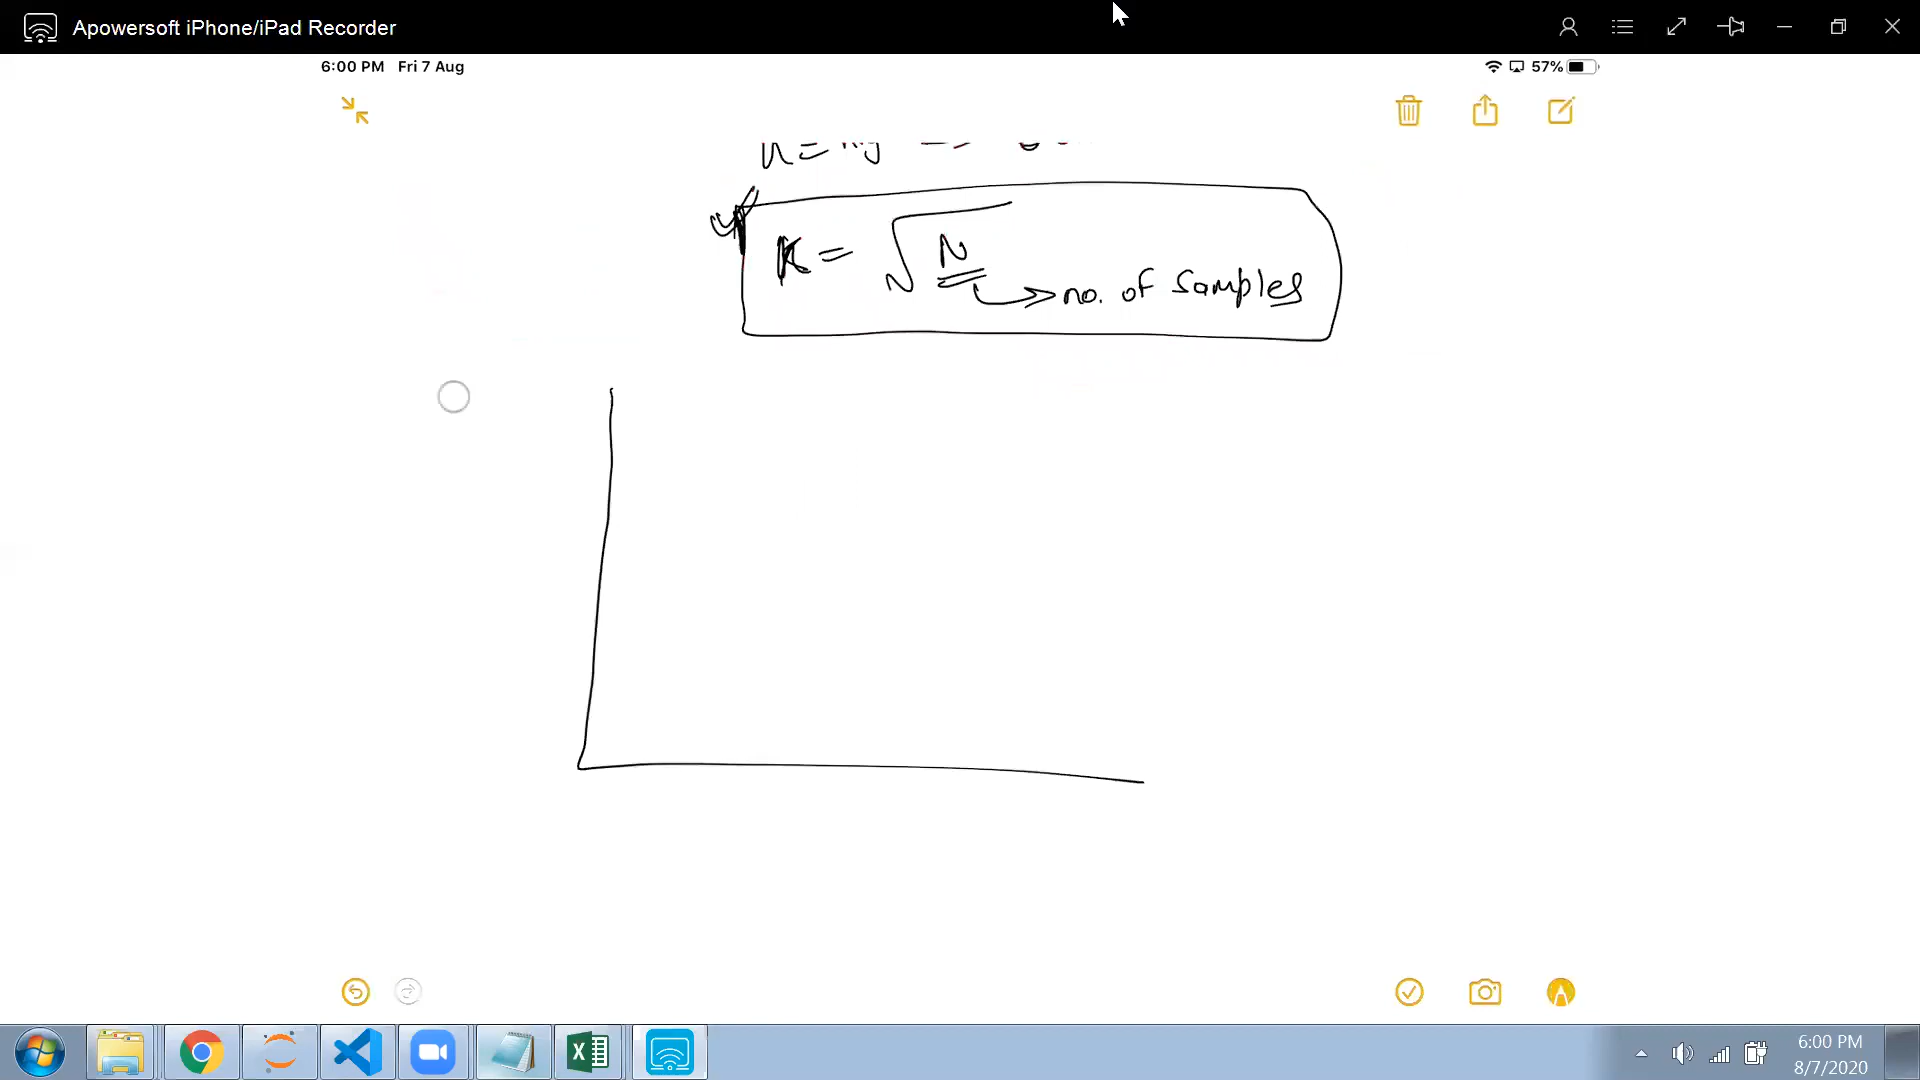 Apowersoft iPhone/iPad Recorder
6:00 PM Fri 7 Aug
57%
K = √N
no. of samples
6:00 PM
8/7/2020